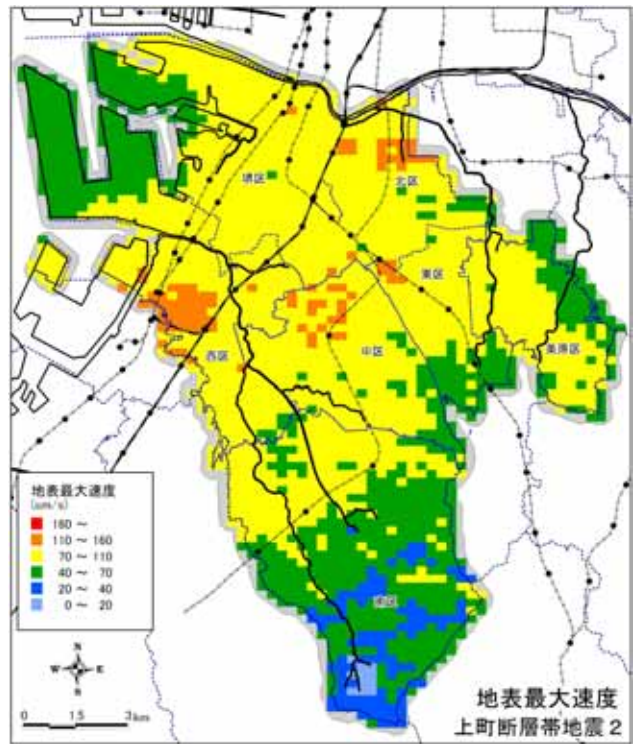 堺区
北区
東区
美原区
中区
西区
南区
地表最大速度
(cm/s)
160 ～
110 ～ 160
70 ～ 110
40 ～ 70
20 ～ 40
0 ～ 20
N
W E
S
0 1.5 3km
地表最大速度
上町断層帯地震2